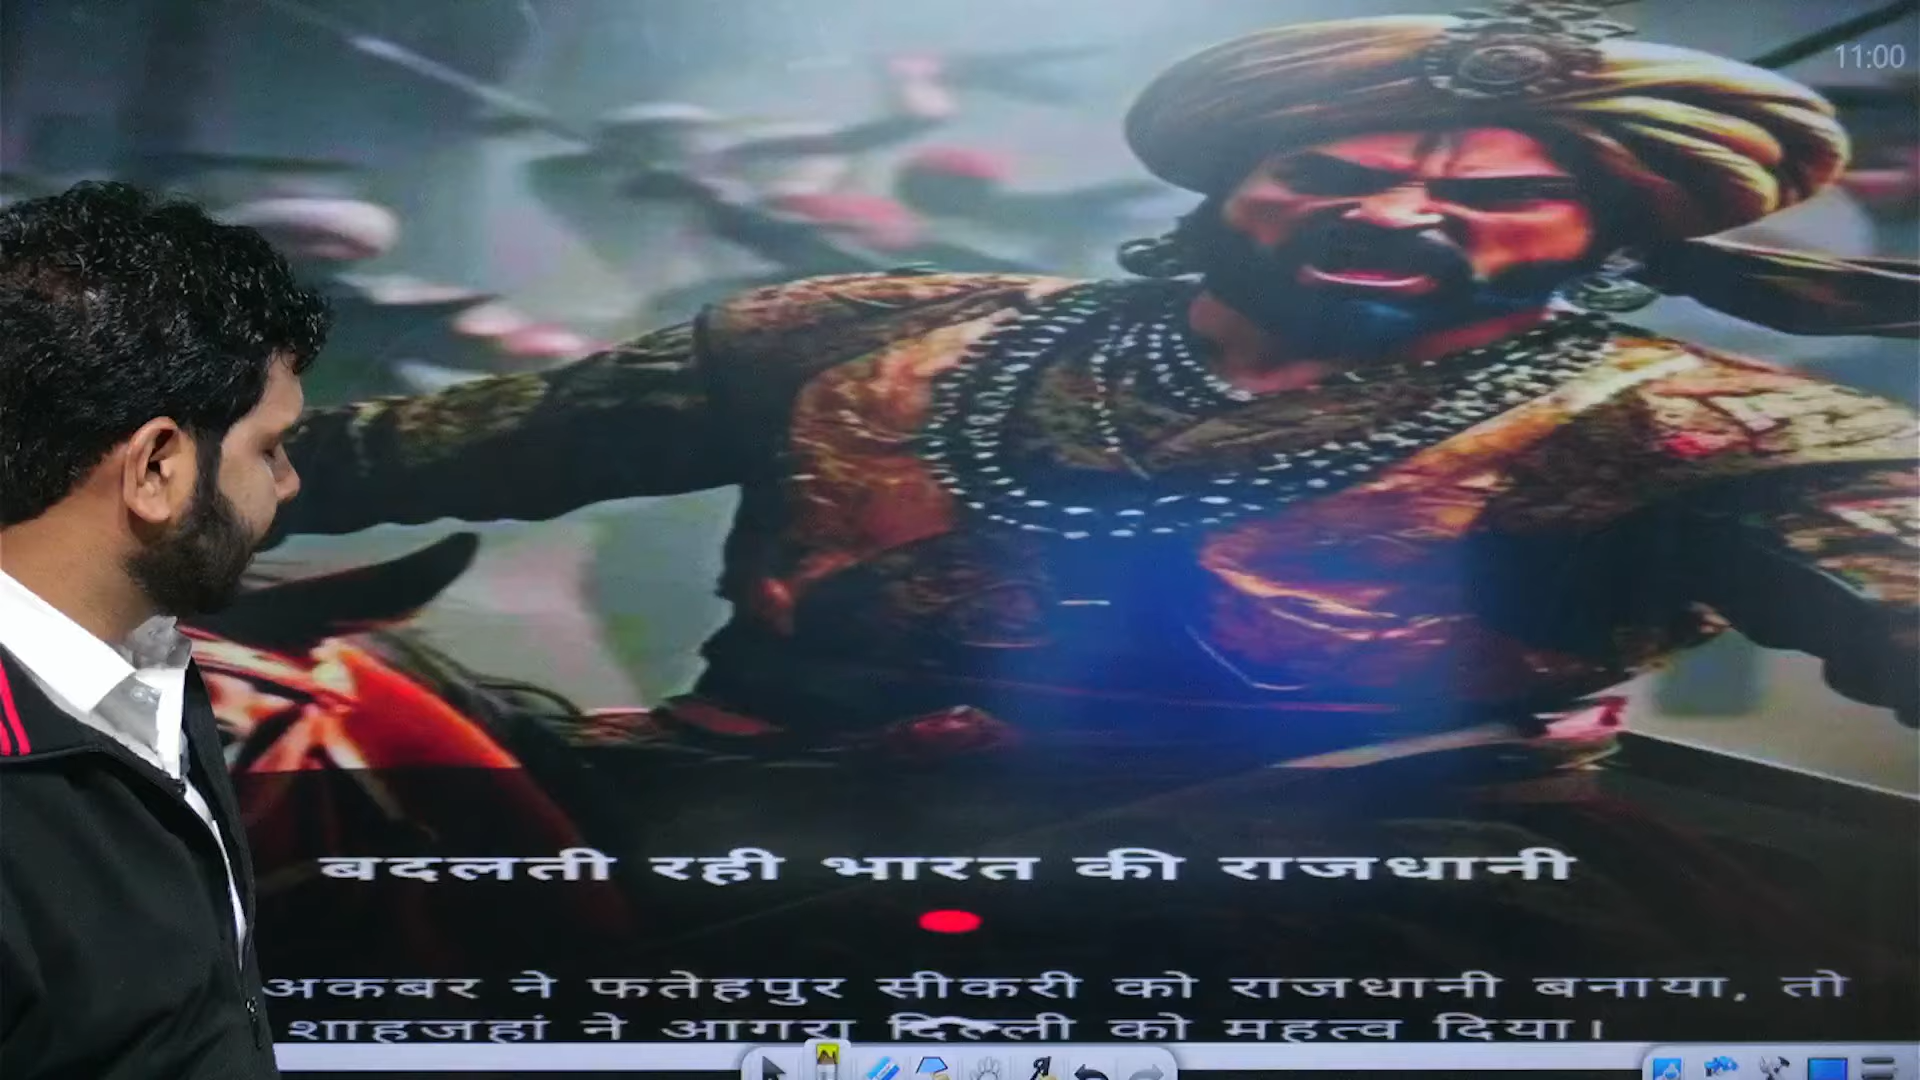 11:00
बदलती रही भारत की राजधानी
अकबर ने फतेहपुर सीकरी को राजधानी बनाया, तो
शाहजहां ने आगरा दिल्ली को महत्व दिया।